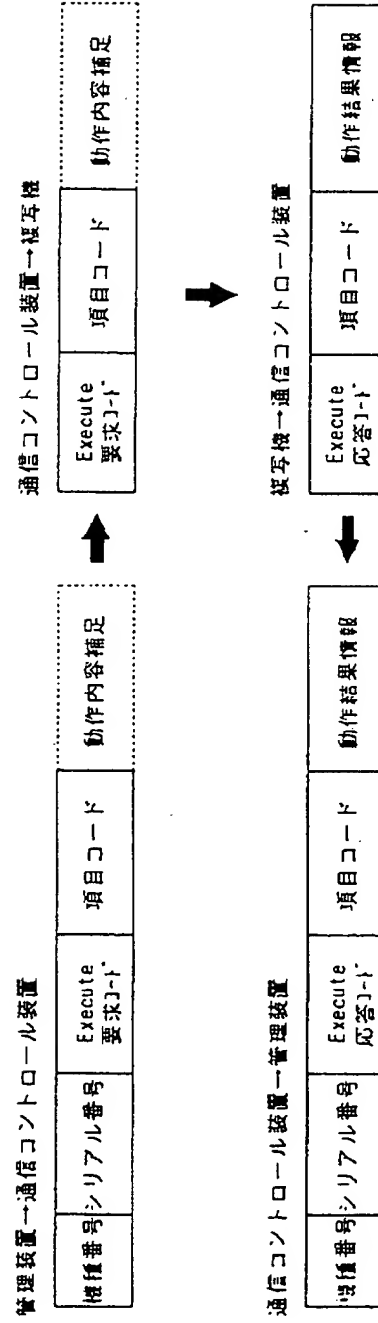 管理装置→通信コントロール装置
機種番号 シリアル番号 Execute 要求コード 項目コード 動作内容補足
通信コントロール装置→複写機
Execute 要求コード 項目コード 動作内容補足
複写機→通信コントロール装置
Execute 応答コード 項目コード 動作結果情報
通信コントロール装置→管理装置
機種番号 シリアル番号 Execute 応答コード 項目コード 動作結果情報